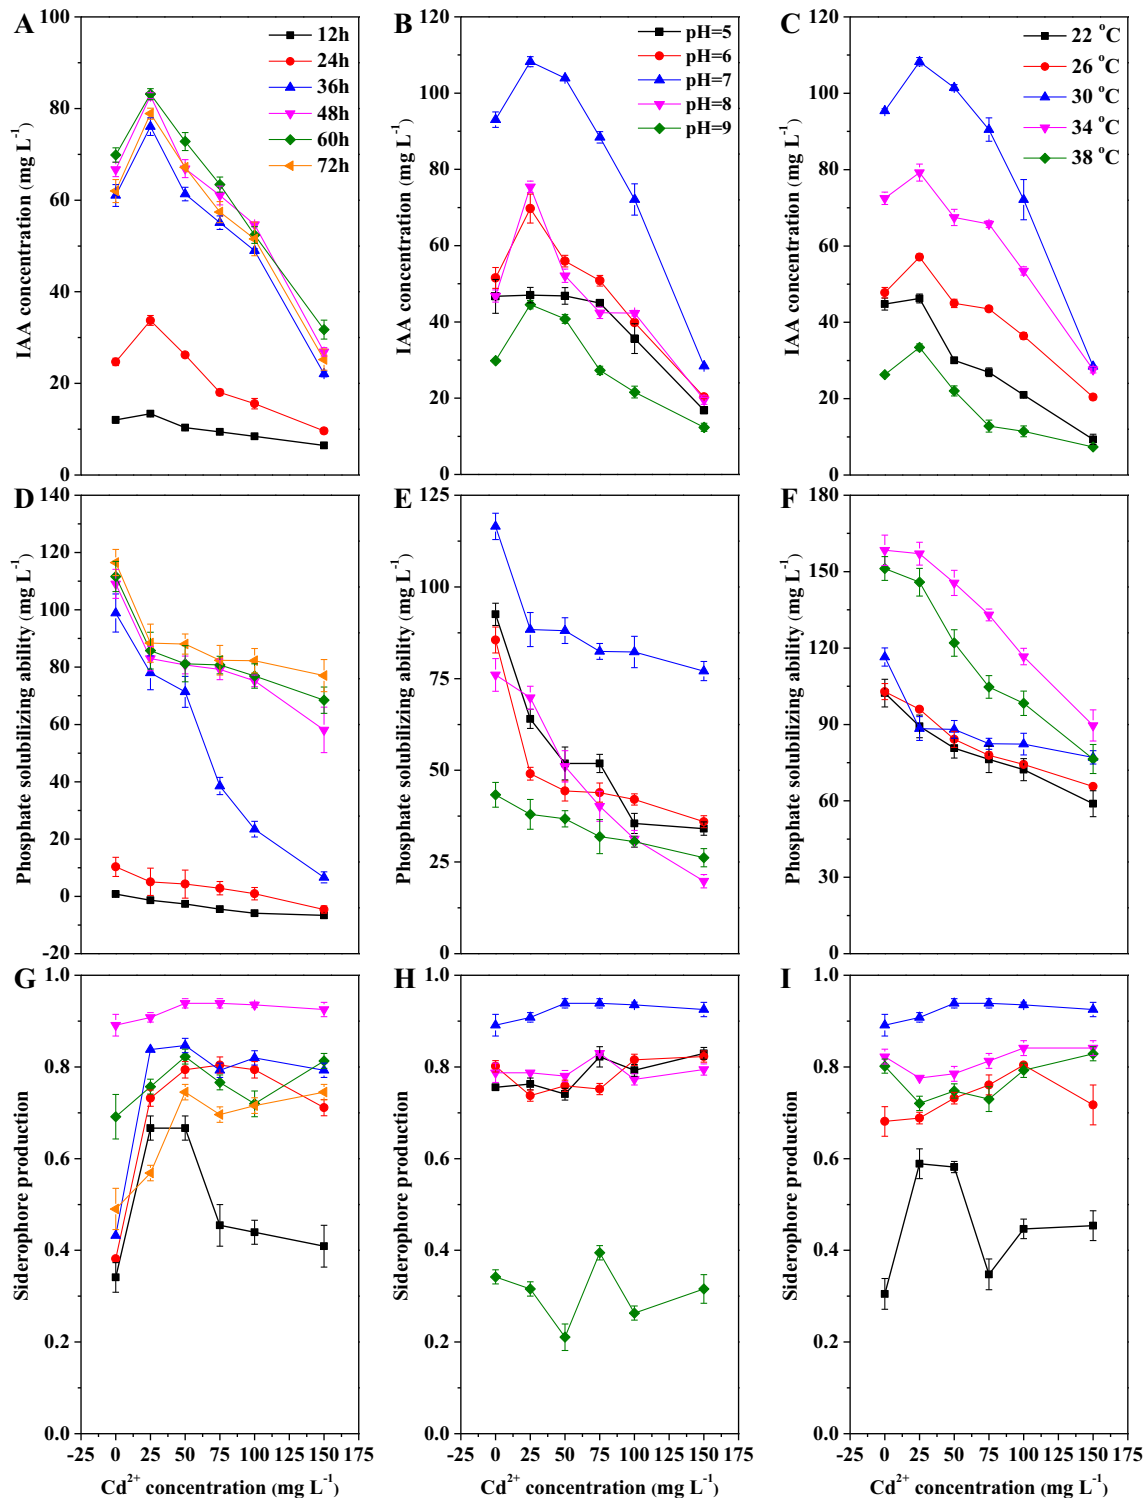 A
100
80
60
40
20
0
IAA concentration (mg L⁻¹)
12h
24h
36h
48h
60h
72h
B
120
100
80
60
40
20
0
IAA concentration (mg L⁻¹)
pH=5
pH=6
pH=7
pH=8
pH=9
C
120
100
80
60
40
20
0
IAA concentration (mg L⁻¹)
22 °C
26 °C
30 °C
34 °C
38 °C
D
140
120
100
80
60
40
20
0
-20
Phosphate solubilizing ability (mg L⁻¹)
E
125
100
75
50
25
0
Phosphate solubilizing ability (mg L⁻¹)
F
180
150
120
90
60
30
0
Phosphate solubilizing ability (mg L⁻¹)
G
1.0
0.8
0.6
0.4
0.2
0.0
Siderophore production
-25 0 25 50 75 100 125 150 175
Cd²⁺ concentration (mg L⁻¹)
H
1.0
0.8
0.6
0.4
0.2
0.0
Siderophore production
-25 0 25 50 75 100 125 150 175
Cd²⁺ concentration (mg L⁻¹)
I
1.0
0.8
0.6
0.4
0.2
0.0
Siderophore production
-25 0 25 50 75 100 125 150 175
Cd²⁺ concentration (mg L⁻¹)